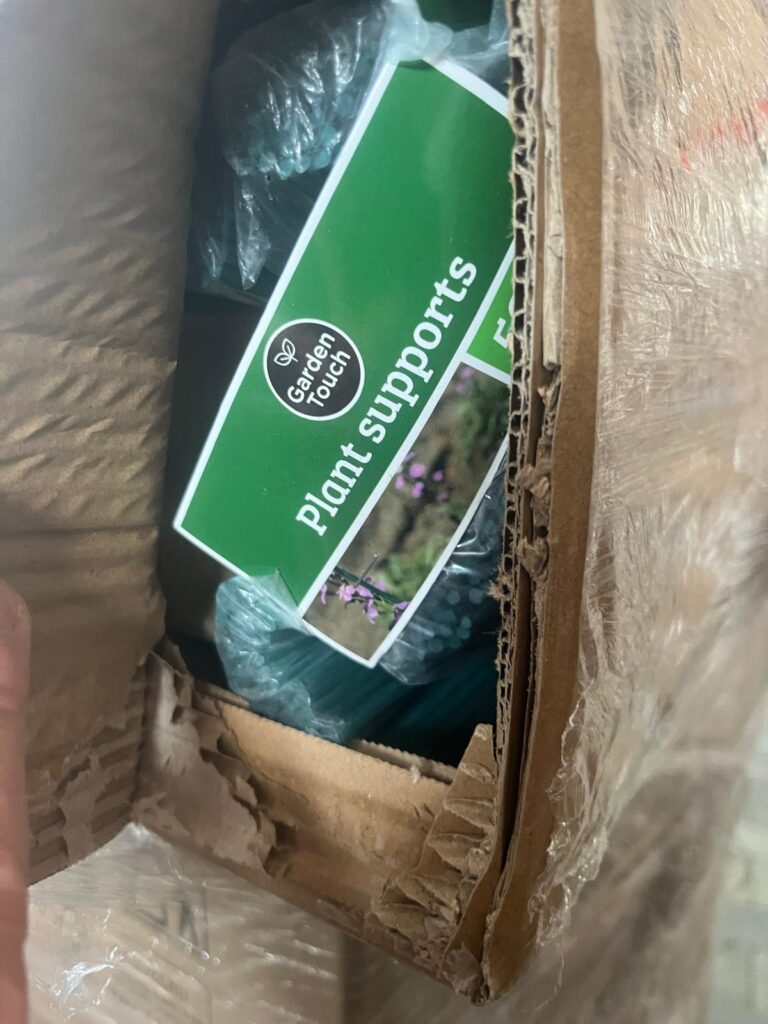 Garden
Touch
Plant supports